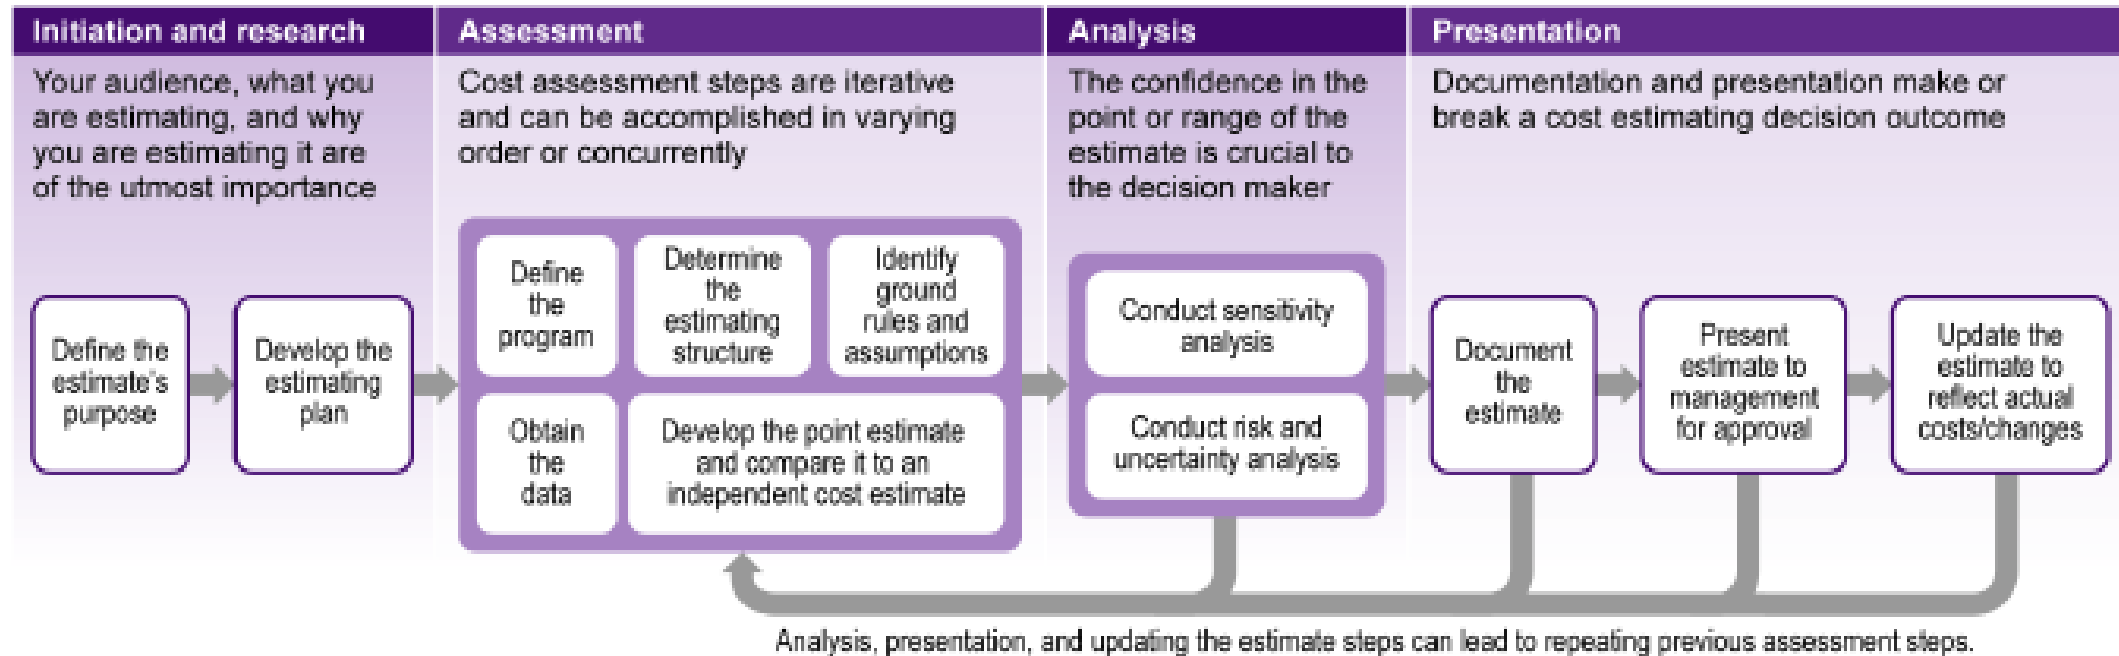 Initiation and research
Your audience, what you
are estimating, and why
you are estimating it are
of the utmost importance
Define the
estimate's
purpose
Develop the
estimating
plan
Assessment
Cost assessment steps are iterative
and can be accomplished in varying
order or concurrently
Define
the
program
Determine
the
estimating
structure
Identify
ground
rules and
assumptions
Obtain
the
data
Develop the point estimate
and compare it to an
independent cost estimate
Analysis
The confidence in the
point or range of the
estimate is crucial to
the decision maker
Conduct sensitivity
analysis
Conduct risk and
uncertainty analysis
Presentation
Documentation and presentation make or
break a cost estimating decision outcome
Document
the
estimate
Present
estimate to
management
for approval
Update the
estimate to
reflect actual
costs/changes
Analysis, presentation, and updating the estimate steps can lead to repeating previous assessment steps.